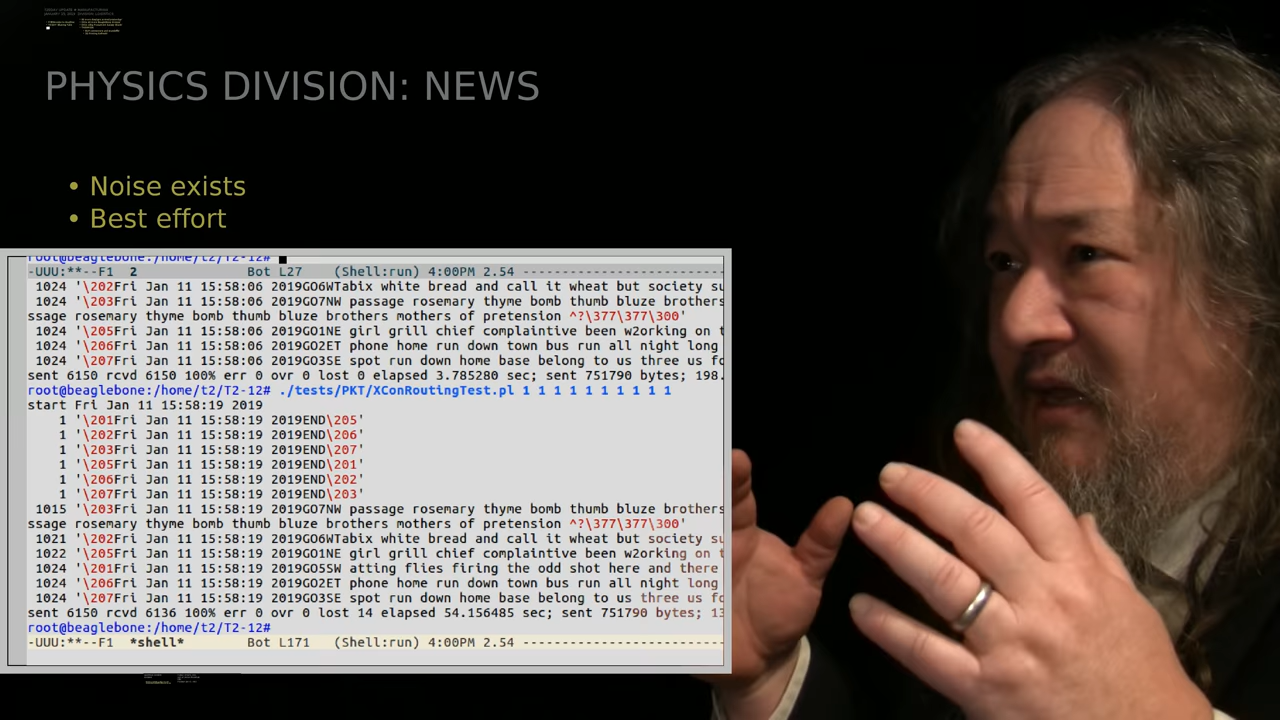 PHYSICS DIVISION: NEWS
• Noise exists
• Best effort
root@beaglebone:/home/t2/T2-12#
-UUU:**--F1  2              Bot L27    (Shell:run) 4:00PM 2.54 -----------------------
1024 '\202Fri Jan 11 15:58:06 2019GO6WTabix white bread and call it wheat but society su
1024 '\203Fri Jan 11 15:58:06 2019GO7NW passage rosemary thyme bomb thumb bluze brothers
ssage rosemary thyme bomb thumb bluze brothers mothers of pretension ^?\377\377\300'
1024 '\205Fri Jan 11 15:58:06 2019GO1NE girl grill chief complaintive been w2orking on t
1024 '\206Fri Jan 11 15:58:06 2019GO2ET phone home run down town bus run all night long
1024 '\207Fri Jan 11 15:58:06 2019GO3SE spot run down home base belong to us three us fo
sent 6150 rcvd 6150 100% err 0 ovr 0 lost 0 elapsed 3.785280 sec; sent 751790 bytes; 198.
root@beaglebone:/home/t2/T2-12# ./tests/PKT/XConRoutingTest.pl 1 1 1 1 1 1 1 1 1 1
start Fri Jan 11 15:58:19 2019
1 '\201Fri Jan 11 15:58:19 2019END\205'
1 '\202Fri Jan 11 15:58:19 2019END\206'
1 '\203Fri Jan 11 15:58:19 2019END\207'
1 '\205Fri Jan 11 15:58:19 2019END\201'
1 '\206Fri Jan 11 15:58:19 2019END\202'
1 '\207Fri Jan 11 15:58:19 2019END\203'
1015 '\203Fri Jan 11 15:58:19 2019GO7NW passage rosemary thyme bomb thumb bluze brothers
ssage rosemary thyme bomb thumb bluze brothers mothers of pretension ^?\377\377\300'
1021 '\202Fri Jan 11 15:58:19 2019GO6WTabix white bread and call it wheat but society su
1022 '\205Fri Jan 11 15:58:19 2019GO1NE girl grill chief complaintive been w2orking on t
1024 '\201Fri Jan 11 15:58:19 2019GO5SW atting flies firing the odd shot here and there
1024 '\206Fri Jan 11 15:58:19 2019GO2ET phone home run down town bus run all night long
1024 '\207Fri Jan 11 15:58:19 2019GO3SE spot run down home base belong to us three us fo
sent 6150 rcvd 6136 100% err 0 ovr 0 lost 14 elapsed 54.156485 sec; sent 751790 bytes; 13
root@beaglebone:/home/t2/T2-12#
-UUU:**--F1  *shell*        Bot L171   (Shell:run) 4:00PM 2.54 -----------------------